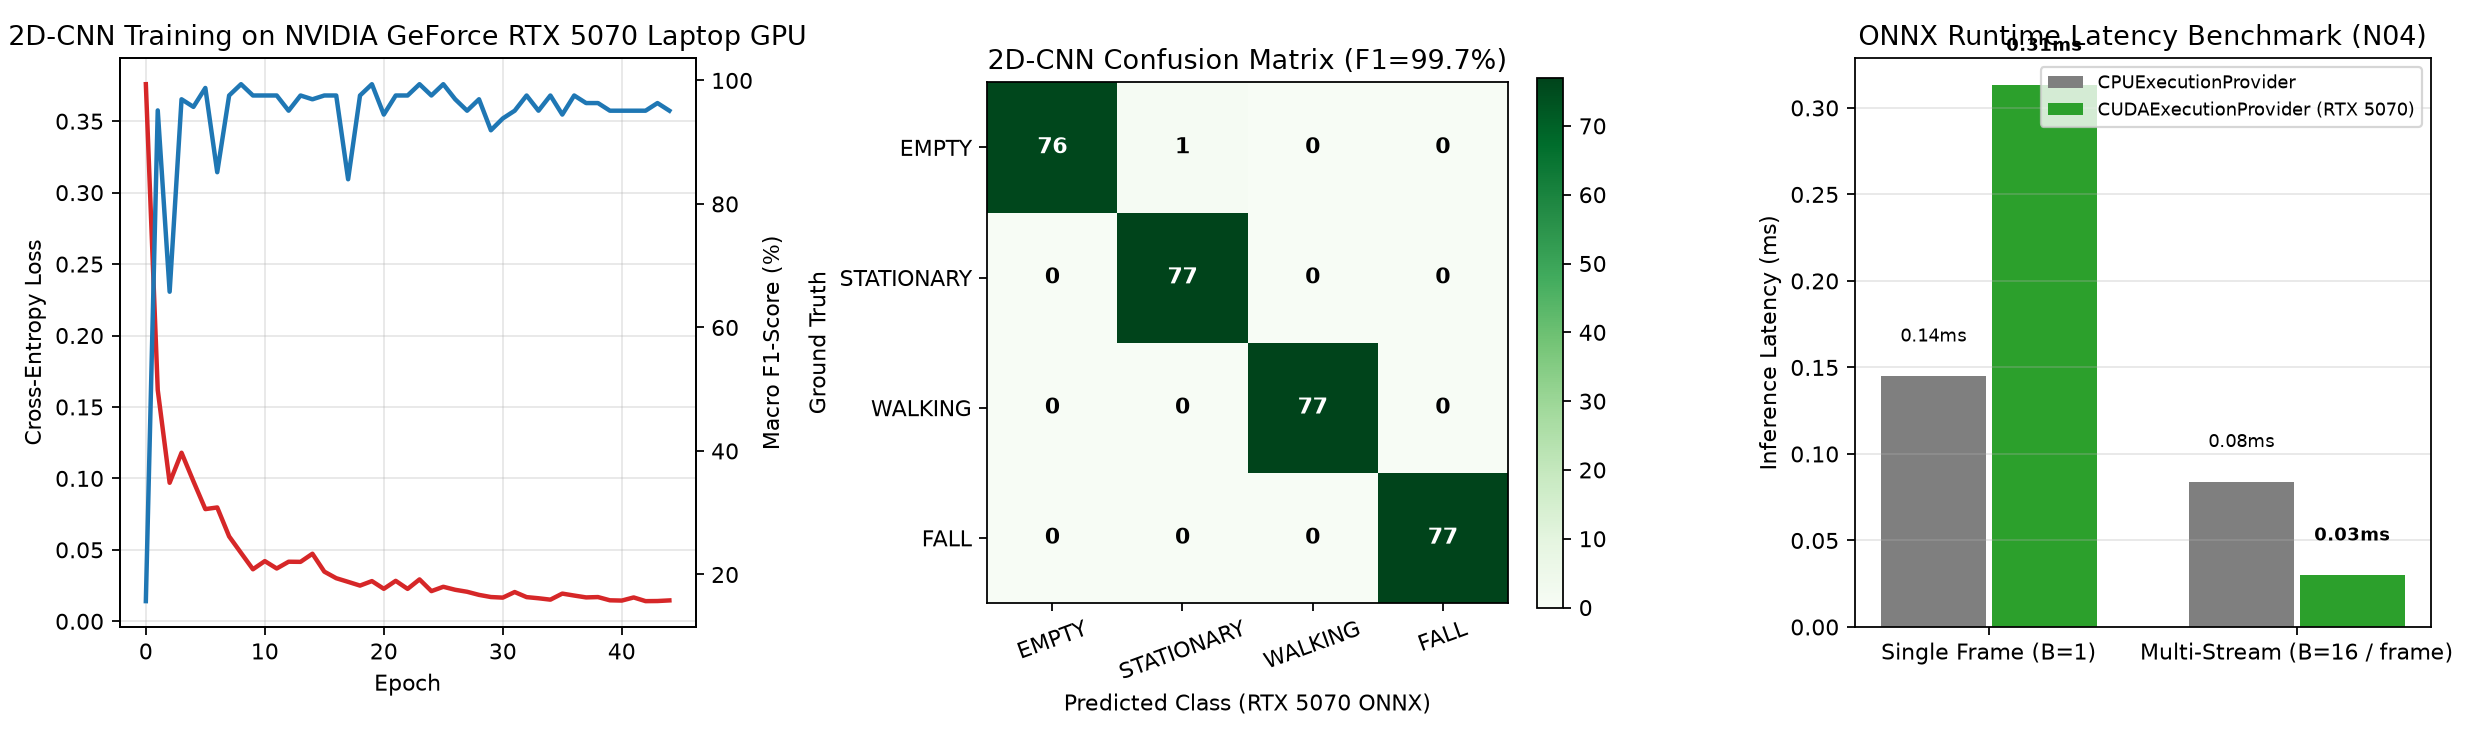 2D-CNN Training on NVIDIA GeForce RTX 5070 Laptop GPU
Cross-Entropy Loss
0.35
0.30
0.25
0.20
0.15
0.10
0.05
0.00
0 10 20 30 40
Epoch
100
80
60
40
20
Macro F1-Score (%)
2D-CNN Confusion Matrix (F1=99.7%)
Ground Truth
EMPTY 76 1 0 0
STATIONARY 0 77 0 0
WALKING 0 0 77 0
FALL 0 0 0 77
EMPTY STATIONARY WALKING FALL
Predicted Class (RTX 5070 ONNX)
70
60
50
40
30
20
10
0
ONNX Runtime Latency Benchmark (N04)
0.31ms
CPUExecutionProvider
CUDAExecutionProvider (RTX 5070)
Inference Latency (ms)
0.30
0.25
0.20
0.15
0.10
0.05
0.00
0.14ms
0.08ms
0.03ms
Single Frame (B=1) Multi-Stream (B=16 / frame)